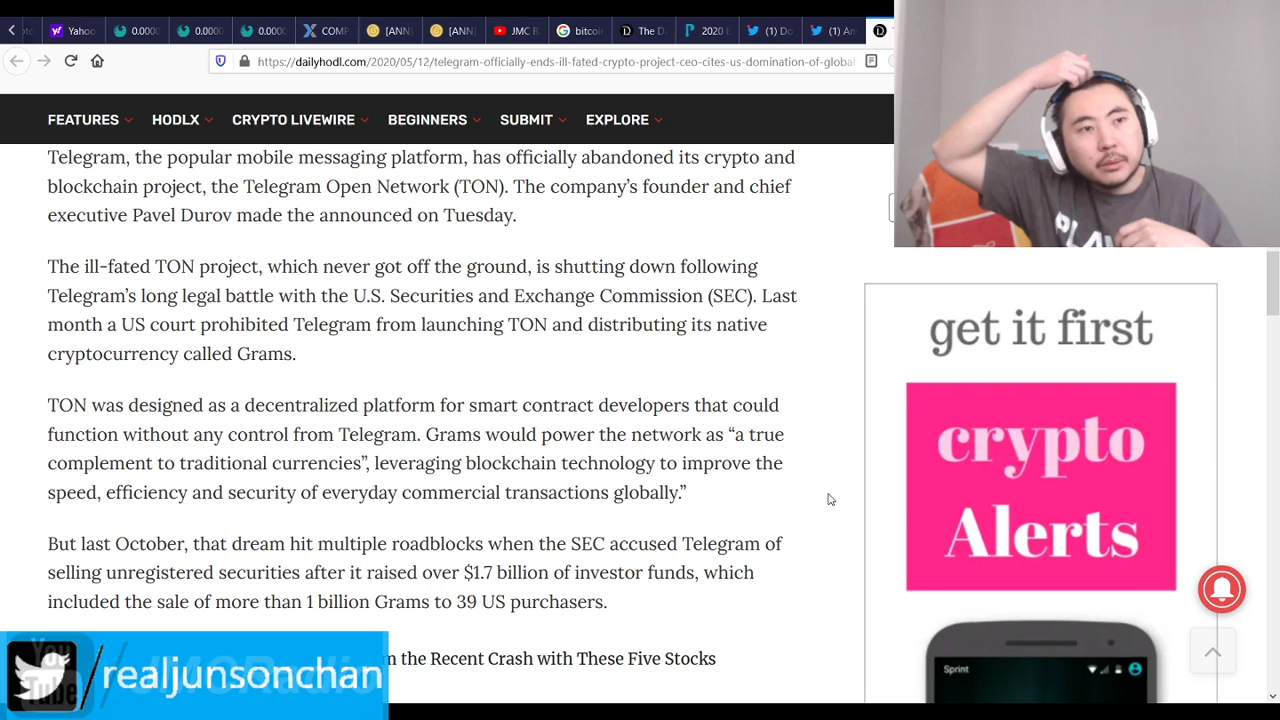 Yahoo
0.0000
0.0000
0.0000
COMP
[ANN]
[ANN]
JMC R
bitcoi
The D
2020 E
(1) Do
(1) An
https://dailyhodl.com/2020/05/12/telegram-officially-ends-ill-fated-crypto-project-ceo-cites-us-domination-of-global
FEATURES
HODLX
CRYPTO LIVEWIRE
BEGINNERS
SUBMIT
EXPLORE
Telegram, the popular mobile messaging platform, has officially abandoned its crypto and
blockchain project, the Telegram Open Network (TON). The company’s founder and chief
executive Pavel Durov made the announced on Tuesday.
The ill-fated TON project, which never got off the ground, is shutting down following
Telegram’s long legal battle with the U.S. Securities and Exchange Commission (SEC). Last
month a US court prohibited Telegram from launching TON and distributing its native
cryptocurrency called Grams.
TON was designed as a decentralized platform for smart contract developers that could
function without any control from Telegram. Grams would power the network as “a true
complement to traditional currencies”, leveraging blockchain technology to improve the
speed, efficiency and security of everyday commercial transactions globally.”
But last October, that dream hit multiple roadblocks when the SEC accused Telegram of
selling unregistered securities after it raised over $1.7 billion of investor funds, which
included the sale of more than 1 billion Grams to 39 US purchasers.
n the Recent Crash with These Five Stocks
get it first
crypto
Alerts
Sprint
You
Tube
/realjunsonchan